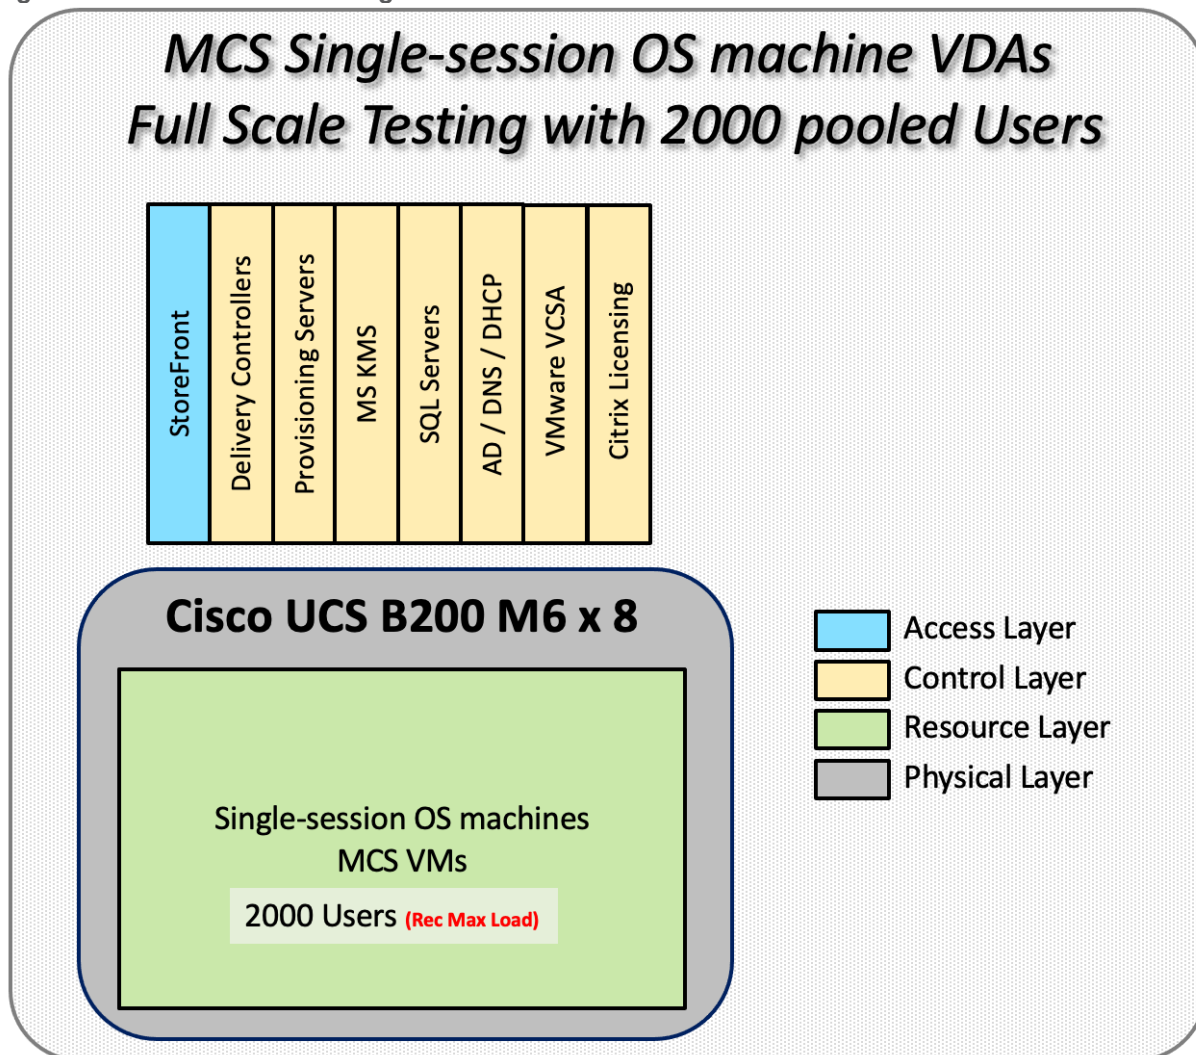 MCS Single-session OS machine VDAs
Full Scale Testing with 2000 pooled Users
StoreFront
Delivery Controllers
Provisioning Servers
MS KMS
SQL Servers
AD / DNS / DHCP
VMware VCSA
Citrix Licensing
Cisco UCS B200 M6 x 8
Single-session OS machines
MCS VMs
2000 Users (Rec Max Load)
Access Layer
Control Layer
Resource Layer
Physical Layer